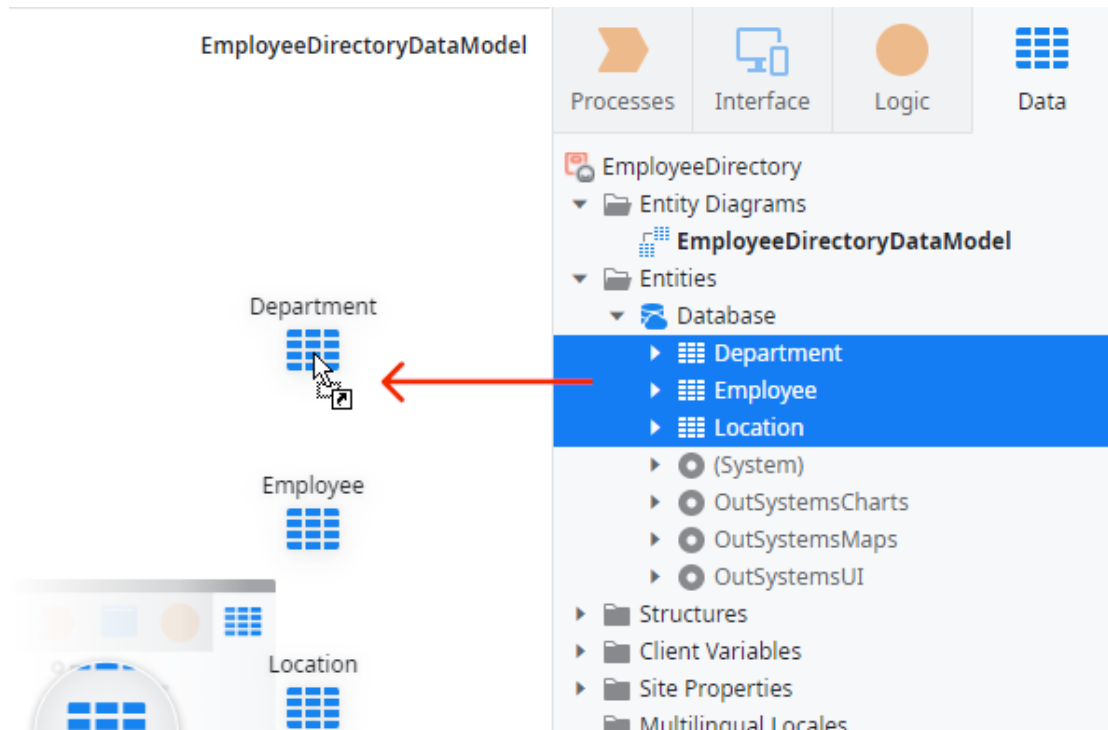 EmployeeDirectoryDataModel
Department
Employee
Location
Processes
Interface
Logic
Data
EmployeeDirectory
Entity Diagrams
EmployeeDirectoryDataModel
Entities
Database
Department
Employee
Location
(System)
OutSystemsCharts
OutSystemsMaps
OutSystemsUI
Structures
Client Variables
Site Properties
Multilingual Locales